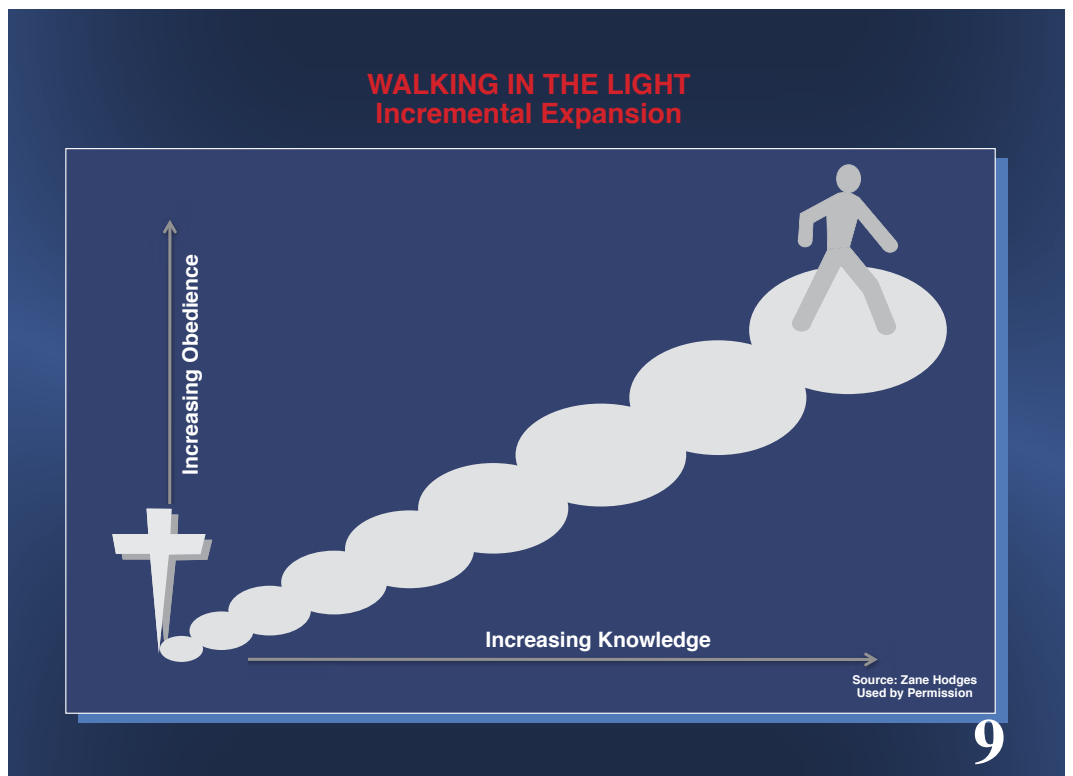 WALKING IN THE LIGHT
Incremental Expansion
Increasing Obedience
Increasing Knowledge
Source: Zane Hodges
Used by Permission
9